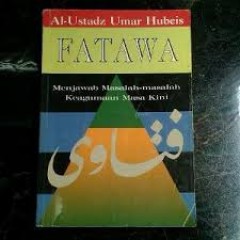 Al-Ustadz Umar Hubeis
FATAWA
Menjawab Masalah-masalah
Keagamaan Masa Kini
فتاوى